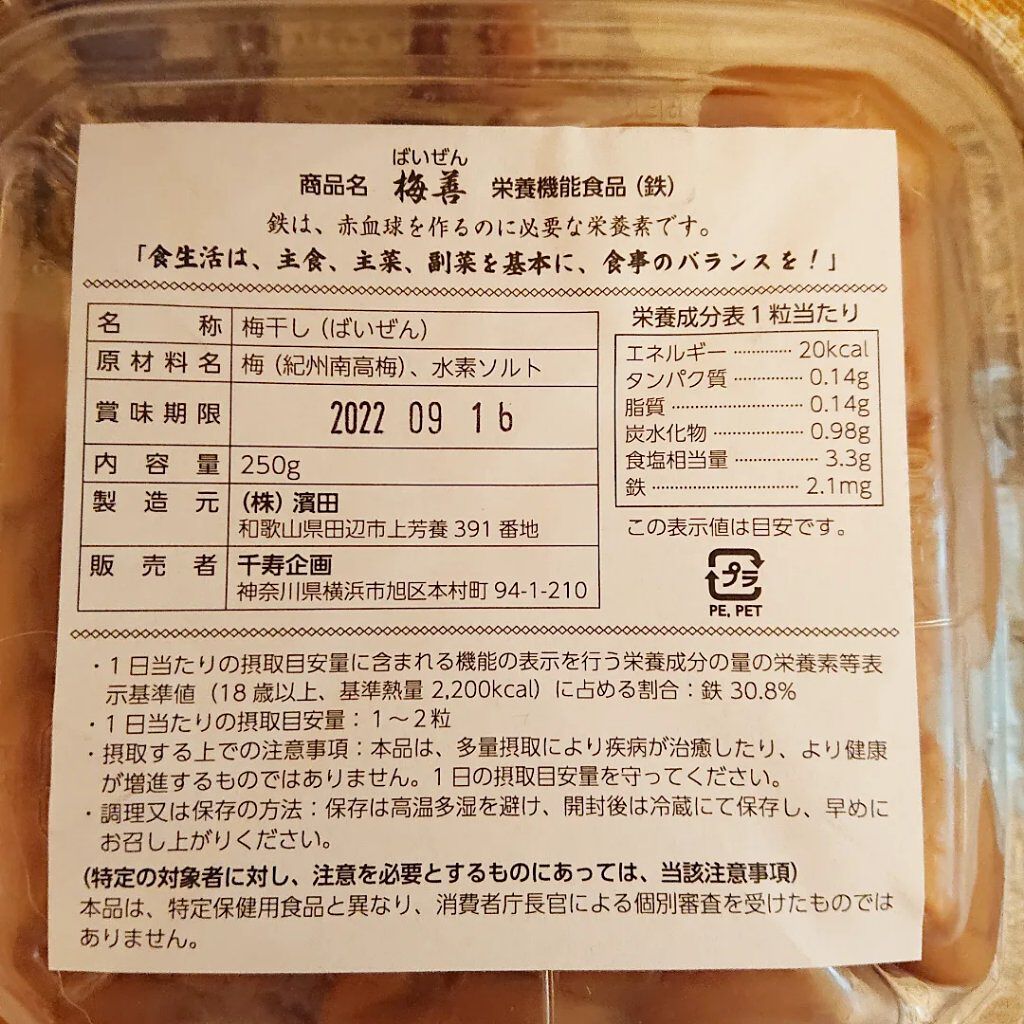 ばいぜん
商品名 梅善 栄養機能食品（鉄）
鉄は、赤血球を作るのに必要な栄養素です。
「食生活は、主食、主菜、副菜を基本に、食事のバランスを！」
名称 梅干し（ばいぜん）
原材料名 梅（紀州南高梅）、水素ソルト
賞味期限 2022 09 16
内容量 250g
製造元 （株）濱田
和歌山県田辺市上芳養 391 番地
販売者 千寿企画
神奈川県横浜市旭区本村町 94-1-210
栄養成分表１粒当たり
エネルギー ………… 20kcal
タンパク質 ………… 0.14g
脂質 ………………… 0.14g
炭水化物 …………… 0.98g
食塩相当量 ………… 3.3g
鉄 …………………… 2.1mg
この表示値は目安です。
プラ
PE, PET
・１日当たりの摂取目安量に含まれる機能の表示を行う栄養成分の量の栄養素等表
示基準値（18 歳以上、基準熱量 2,200kcal）に占める割合：鉄 30.8%
・１日当たりの摂取目安量：１～２粒
・摂取する上での注意事項：本品は、多量摂取により疾病が治癒したり、より健康
が増進するものではありません。１日の摂取目安量を守ってください。
・調理又は保存の方法：保存は高温多湿を避け、開封後は冷蔵にて保存し、早めに
お召し上がりください。
（特定の対象者に対し、注意を必要とするものにあっては、当該注意事項）
本品は、特定保健用食品と異なり、消費者庁長官による個別審査を受けたものでは
ありません。